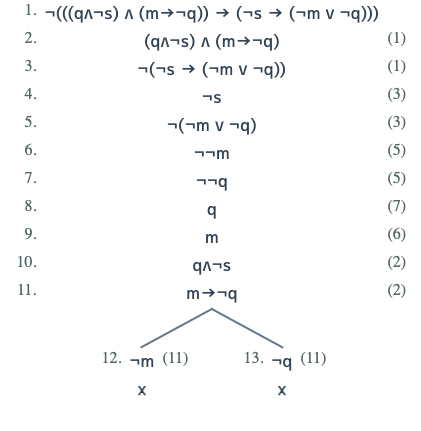 1. ¬(((q∧¬s) ∧ (m→¬q)) → (¬s → (¬m ∨ ¬q)))
2. (q∧¬s) ∧ (m→¬q) (1)
3. ¬(¬s → (¬m ∨ ¬q)) (1)
4. ¬s (3)
5. ¬(¬m ∨ ¬q) (3)
6. ¬¬m (5)
7. ¬¬q (5)
8. q (7)
9. m (6)
10. q∧¬s (2)
11. m→¬q (2)
12. ¬m (11) 13. ¬q (11)
x x